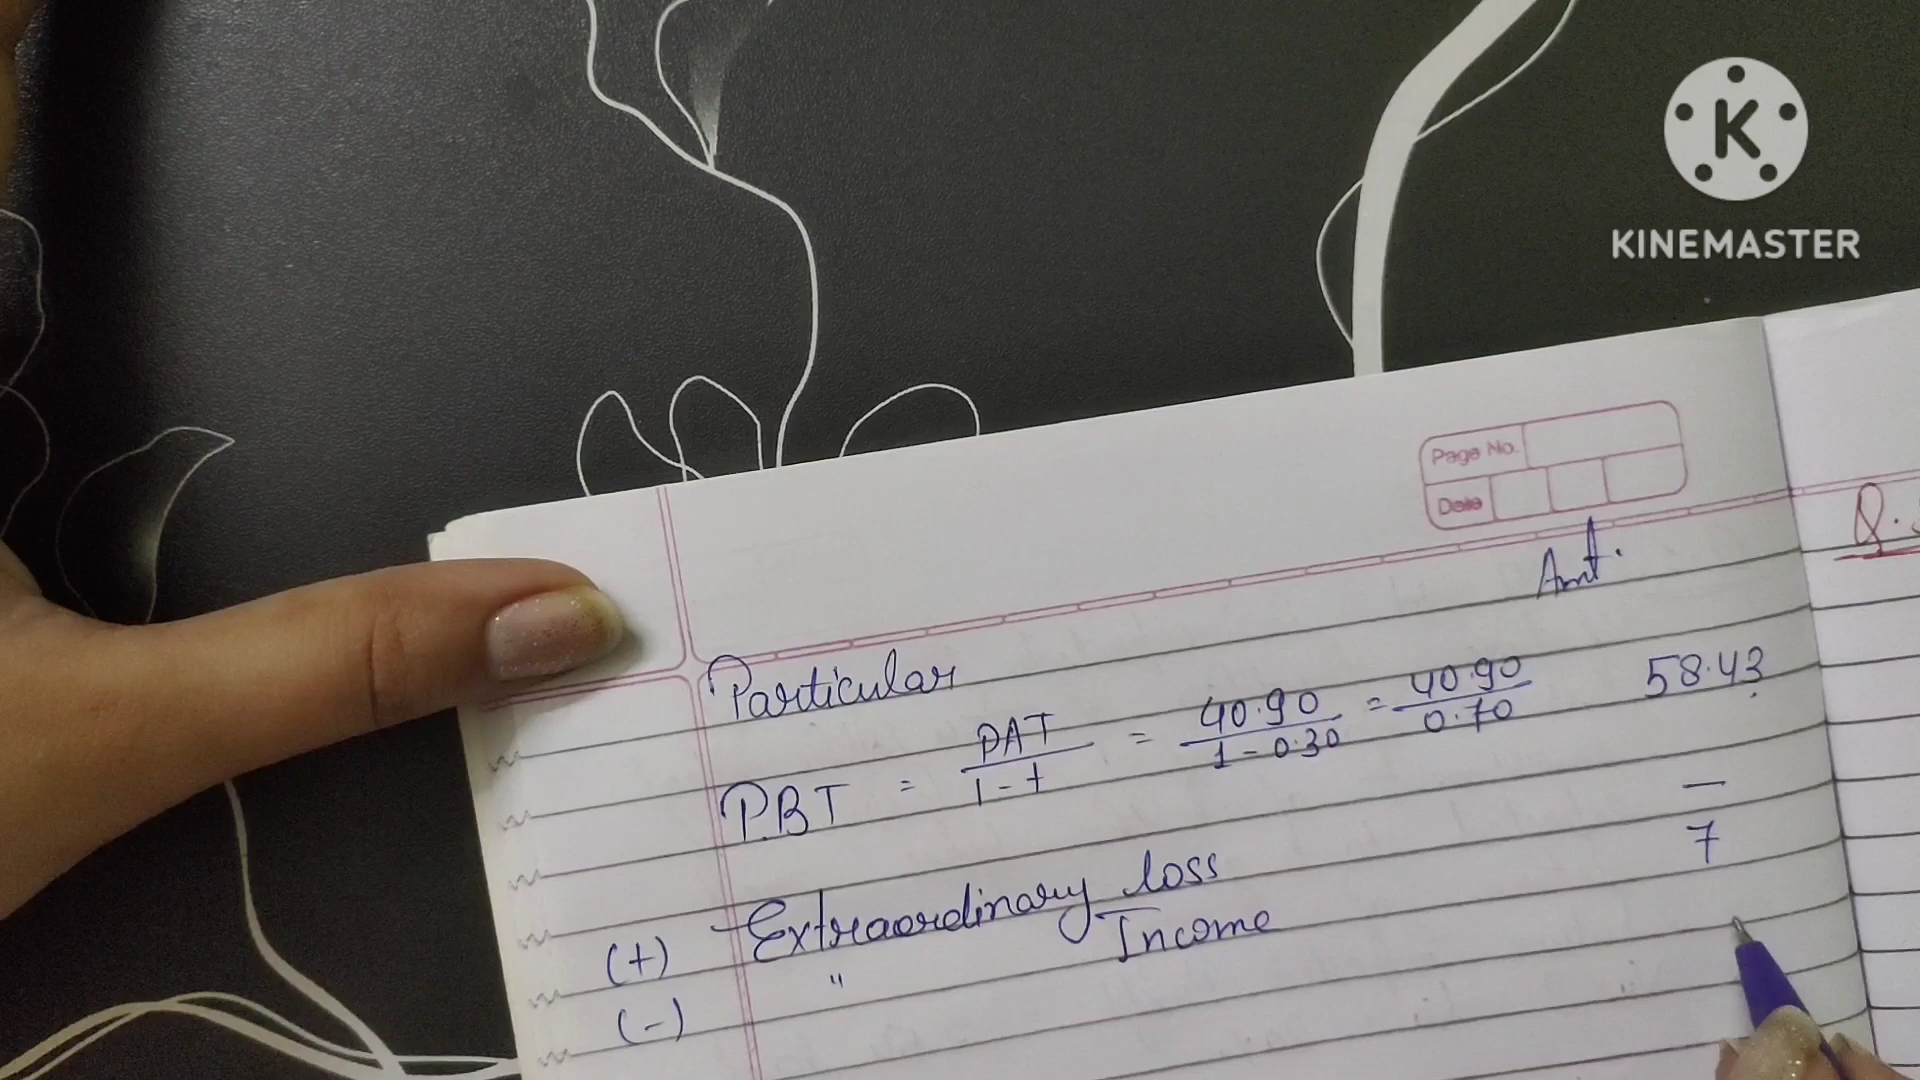 KINEMASTER
Page No.
Date
Amt.
Particular
P.B.T = PAT / 1-t = 40.90 / 1-0.30 = 40.90 / 0.70 58.43
(+) Extraordinary loss —
(-) " Income 7